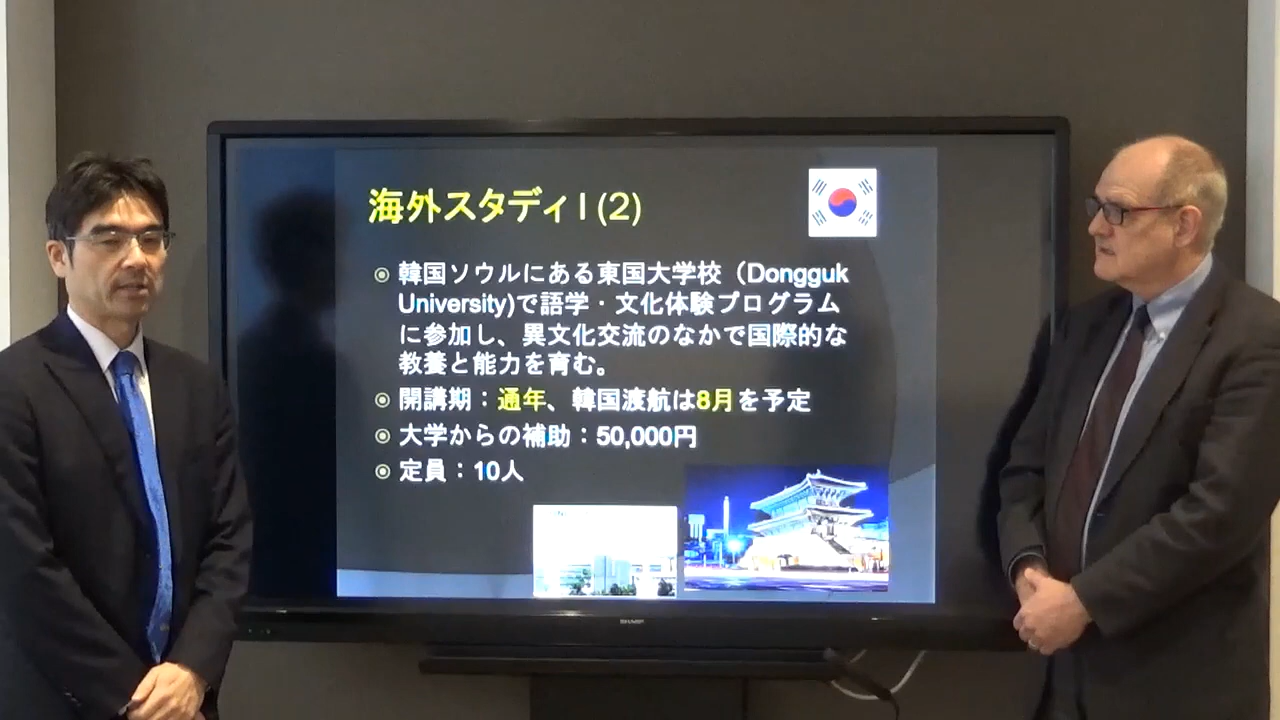 海外スタディ I (2)
韓国ソウルにある東国大学校（Dongguk
University)で語学・文化体験プログラム
に参加し、異文化交流のなかで国際的な
教養と能力を育む。
開講期：通年、韓国渡航は8月を予定
大学からの補助：50,000円
定員：10人
SHARP